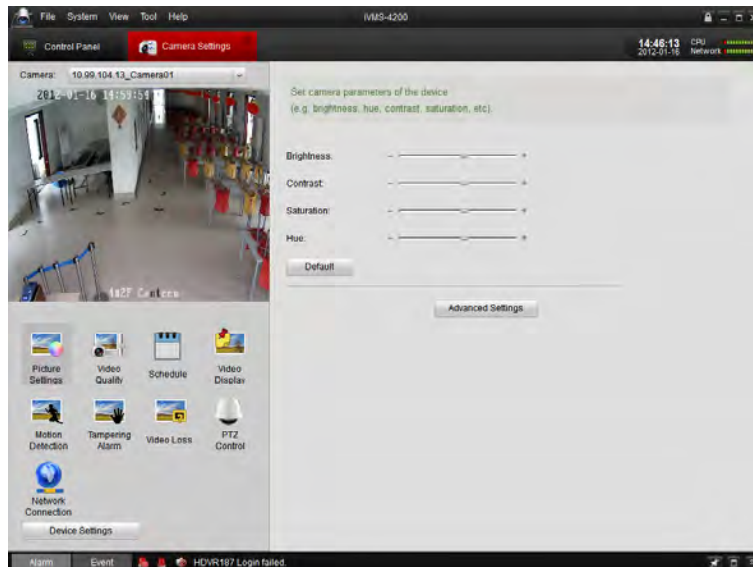 File System View Tool Help
iVMS-4200
Control Panel
Camera Settings
14:46:13
2012-01-16
CPU
Network
Camera: 10.99.104.13_Camera01
2012-01-16 14:59:54
402F Canteen
Set camera parameters of the device
(e.g. brightness, hue, contrast, saturation, etc).
Brightness:
Contrast:
Saturation:
Hue:
Default
Advanced Settings
Picture Settings
Video Quality
Schedule
Video Display
Motion Detection
Tampering Alarm
Video Loss
PTZ Control
Network Connection
Device Settings
Alarm
Event
HDVR187 Login failed.